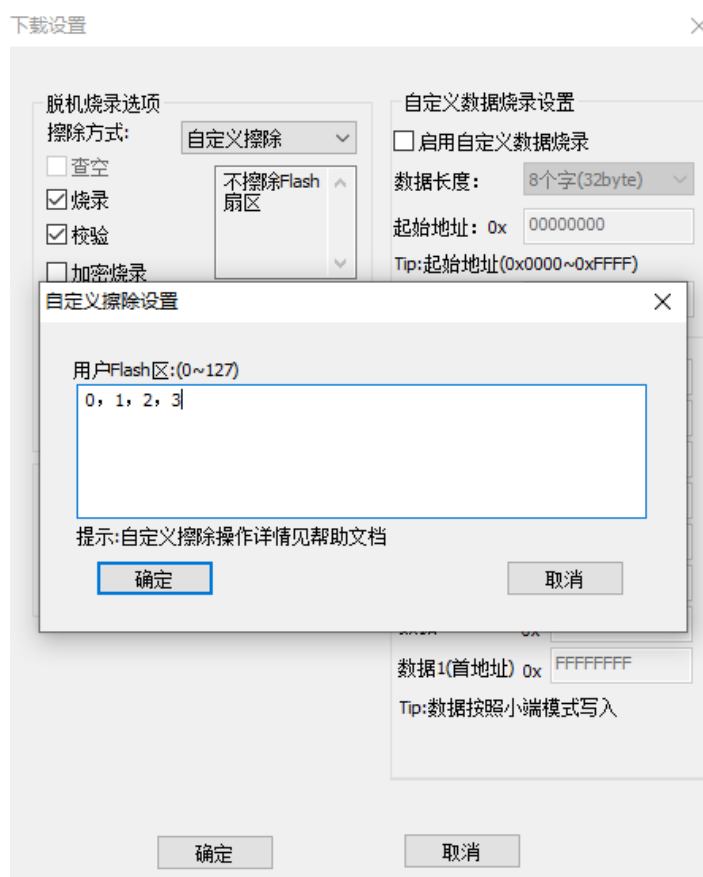 下载设置
脱机烧录选项
擦除方式:
自定义擦除
查空
烧录
校验
加密烧录
不擦除Flash
扇区
自定义数据烧录设置
启用自定义数据烧录
数据长度：
8个字(32byte)
起始地址：0x
00000000
Tip:起始地址(0x0000~0xFFFF)
自定义擦除设置
用户Flash区:(0~127)
0，1，2，3
提示:自定义擦除操作详情见帮助文档
确定
取消
数据1(首地址) 0x
FFFFFFFF
Tip:数据按照小端模式写入
确定
取消